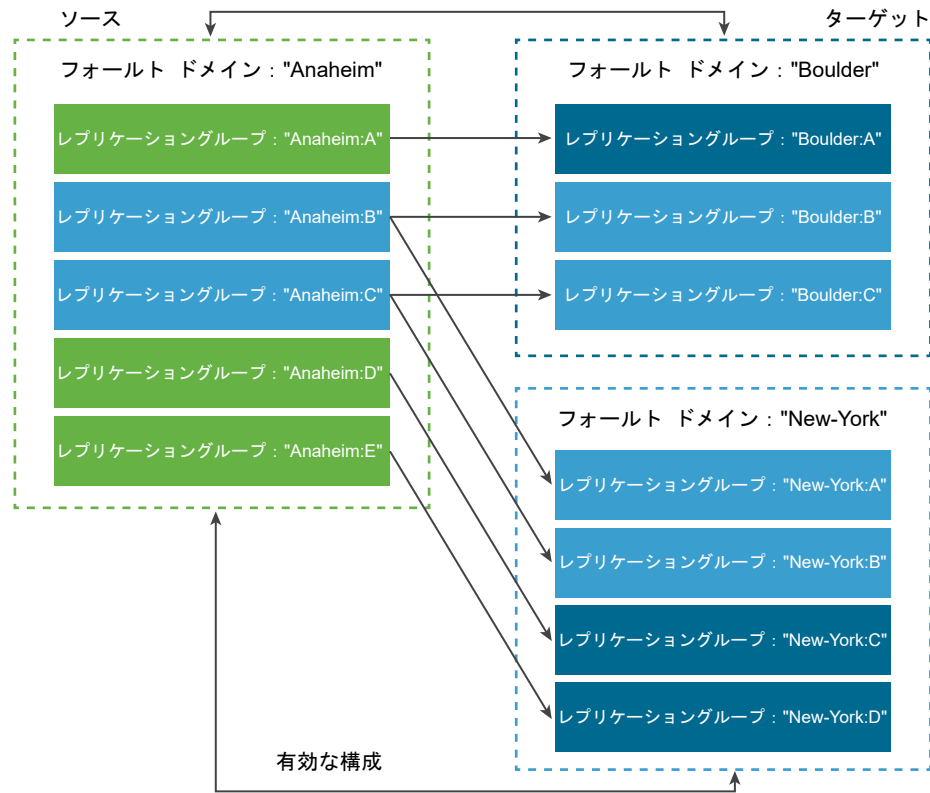 ソース
ターゲット
フォールト ドメイン："Anaheim"
レプリケーショングループ："Anaheim:A"
レプリケーショングループ："Anaheim:B"
レプリケーショングループ："Anaheim:C"
レプリケーショングループ："Anaheim:D"
レプリケーショングループ："Anaheim:E"
フォールト ドメイン："Boulder"
レプリケーショングループ："Boulder:A"
レプリケーショングループ："Boulder:B"
レプリケーショングループ："Boulder:C"
フォールト ドメイン："New-York"
レプリケーショングループ："New-York:A"
レプリケーショングループ："New-York:B"
レプリケーショングループ："New-York:C"
レプリケーショングループ："New-York:D"
有効な構成